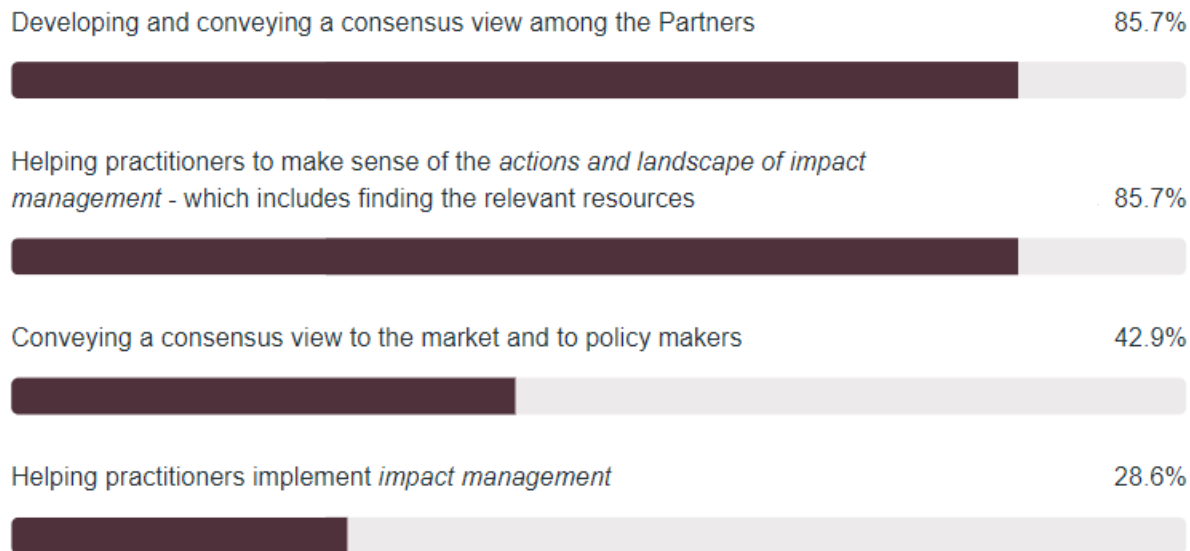 Developing and conveying a consensus view among the Partners 85.7%
Helping practitioners to make sense of the actions and landscape of impact
management - which includes finding the relevant resources 85.7%
Conveying a consensus view to the market and to policy makers 42.9%
Helping practitioners implement impact management 28.6%